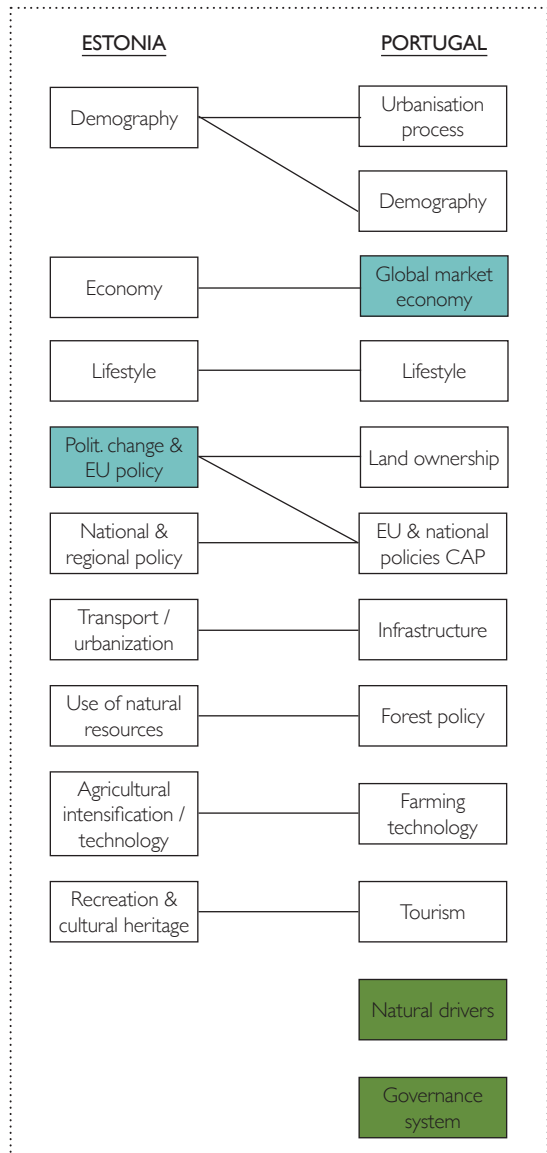 ESTONIA
PORTUGAL
Demography
Urbanisation
process
Demography
Economy
Global market
economy
Lifestyle
Lifestyle
Polit. change &
EU policy
Land ownership
National &
regional policy
EU & national
policies CAP
Transport /
urbanization
Infrastructure
Use of natural
resources
Forest policy
Agricultural
intensification /
technology
Farming
technology
Recreation &
cultural heritage
Tourism
Natural drivers
Governance
system